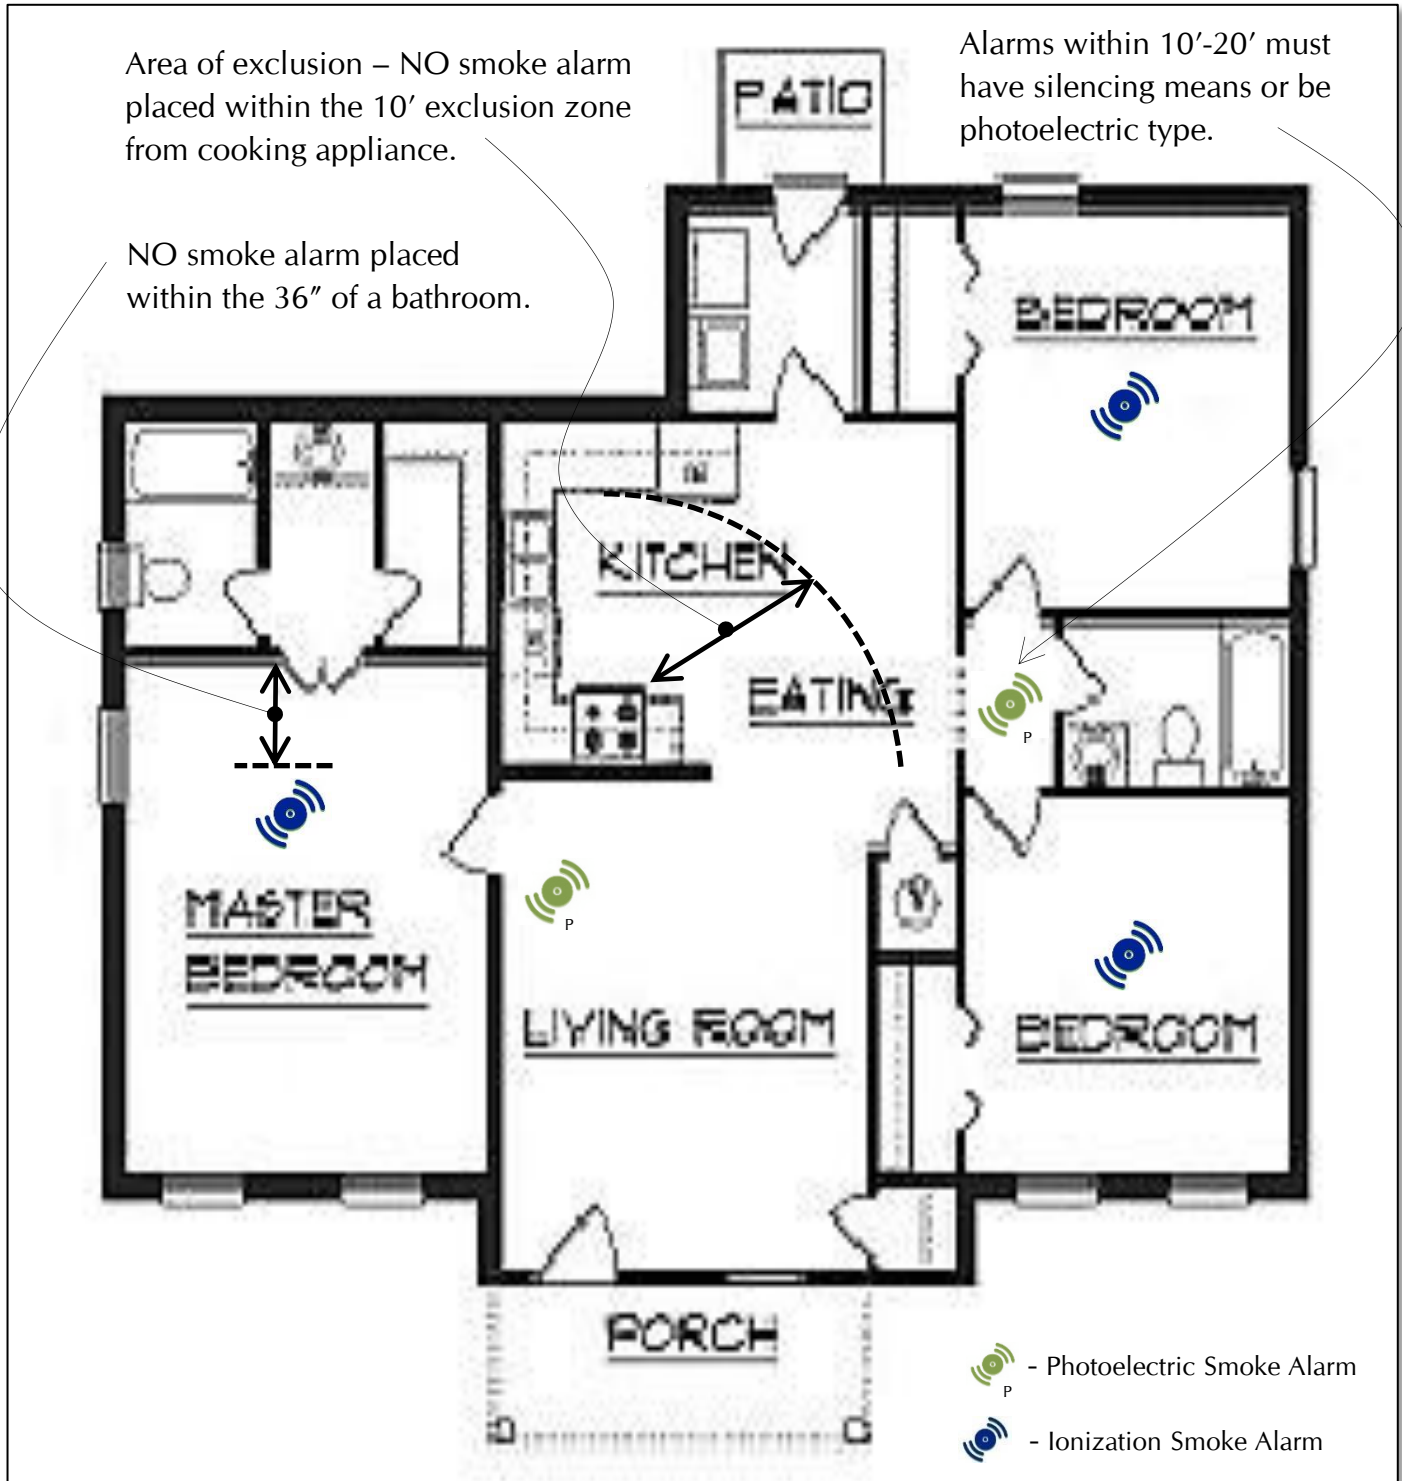 Area of exclusion – NO smoke alarm
placed within the 10′ exclusion zone
from cooking appliance.
Alarms within 10′-20′ must
have silencing means or be
photoelectric type.
PATIO
NO smoke alarm placed
within the 36″ of a bathroom.
BEDROOM
KITCHEN
EATING
P
MASTER
BEDROOM
P
LIVING ROOM
BEDROOM
PORCH
P
- Photoelectric Smoke Alarm
- Ionization Smoke Alarm